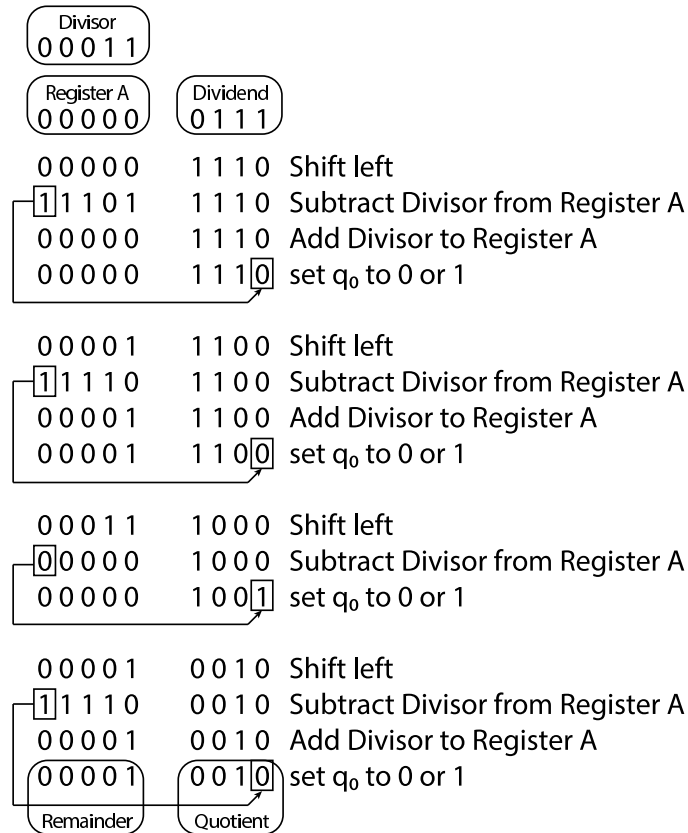 Divisor
0 0 0 1 1
Register A Dividend
0 0 0 0 0 0 1 1 1
0 0 0 0 0 1 1 1 0 Shift left
1 1 1 0 1 1 1 1 0 Subtract Divisor from Register A
0 0 0 0 0 1 1 1 0 Add Divisor to Register A
0 0 0 0 0 1 1 1 0 set q₀ to 0 or 1
0 0 0 0 1 1 1 0 0 Shift left
1 1 1 1 0 1 1 0 0 Subtract Divisor from Register A
0 0 0 0 1 1 1 0 0 Add Divisor to Register A
0 0 0 0 1 1 1 0 0 set q₀ to 0 or 1
0 0 0 1 1 1 0 0 0 Shift left
0 0 0 0 0 1 0 0 0 Subtract Divisor from Register A
0 0 0 0 0 1 0 0 1 set q₀ to 0 or 1
0 0 0 0 1 0 0 1 0 Shift left
1 1 1 1 0 0 0 1 0 Subtract Divisor from Register A
0 0 0 0 1 0 0 1 0 Add Divisor to Register A
0 0 0 0 1 0 0 1 0 set q₀ to 0 or 1
Remainder Quotient